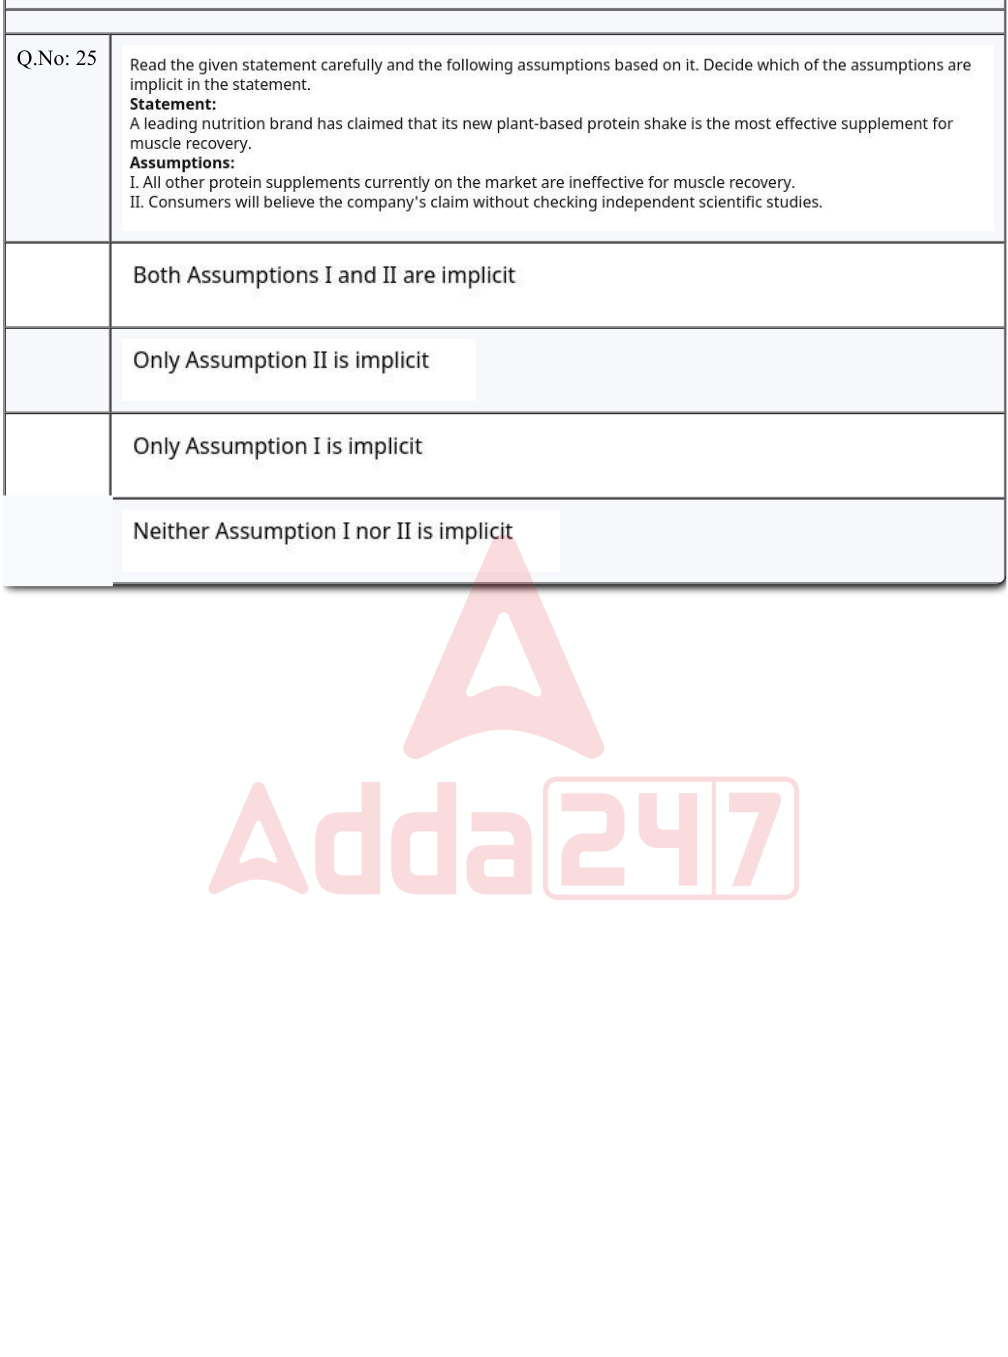 Q.No: 25
Read the given statement carefully and the following assumptions based on it. Decide which of the assumptions are
implicit in the statement.
Statement:
A leading nutrition brand has claimed that its new plant-based protein shake is the most effective supplement for
muscle recovery.
Assumptions:
I. All other protein supplements currently on the market are ineffective for muscle recovery.
II. Consumers will believe the company's claim without checking independent scientific studies.
Both Assumptions I and II are implicit
Only Assumption II is implicit
Only Assumption I is implicit
Neither Assumption I nor II is implicit
Adda247